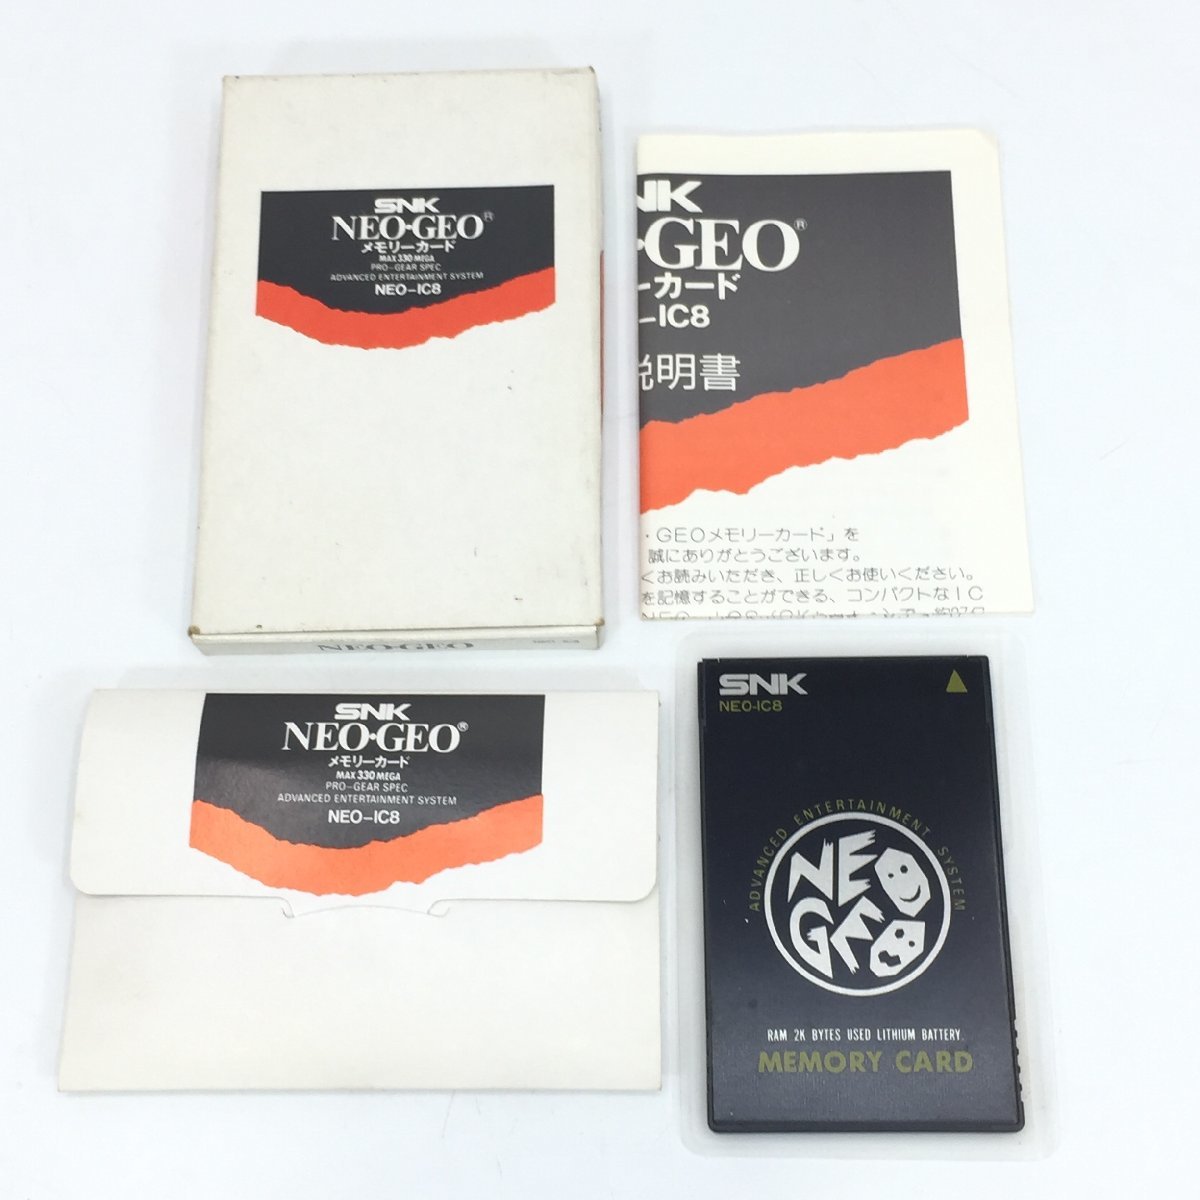 SNK
NEO·GEO®
メモリーカード
MAX 330 MEGA
PRO-GEAR SPEC
ADVANCED ENTERTAINMENT SYSTEM
NEO-IC8
NEO·GEO
NK
·GEO®
ーカード
-IC8
説明書
・GEOメモリーカード」を
誠にありがとうございます。
くお読みいただき、正しくお使いください。
を記憶することができる、コンパクトなIC
SNK
NEO·GEO®
メモリーカード
MAX 330 MEGA
PRO-GEAR SPEC
ADVANCED ENTERTAINMENT SYSTEM
NEO-IC8
SNK
NEO-IC8
ADVANCED ENTERTAINMENT SYSTEM
NEO
GEO
RAM 2K BYTES USED LITHIUM BATTERY.
MEMORY CARD